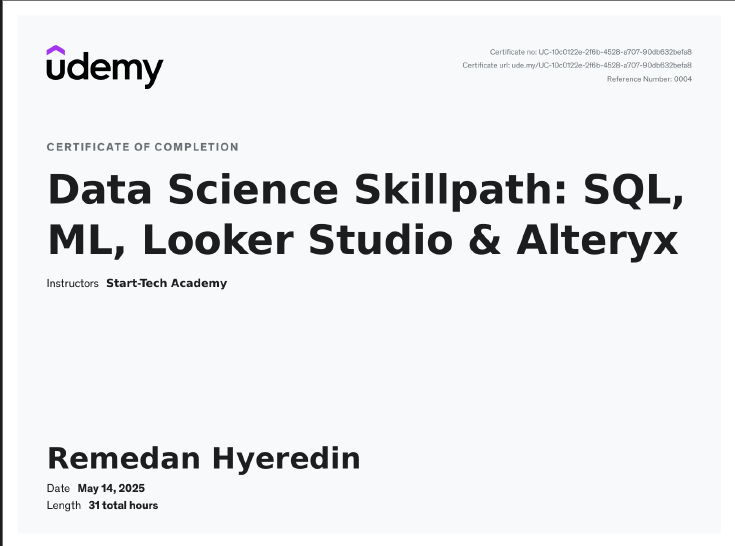 udemy
Certificate no: UC-10c0122e-2f6b-4528-a707-90db632befa8
Certificate url: ude.my/UC-10c0122e-2f6b-4528-a707-90db632befa8
Reference Number: 0004
CERTIFICATE OF COMPLETION
Data Science Skillpath: SQL,
ML, Looker Studio & Alteryx
Instructors Start-Tech Academy
Remedan Hyeredin
Date May 14, 2025
Length 31 total hours